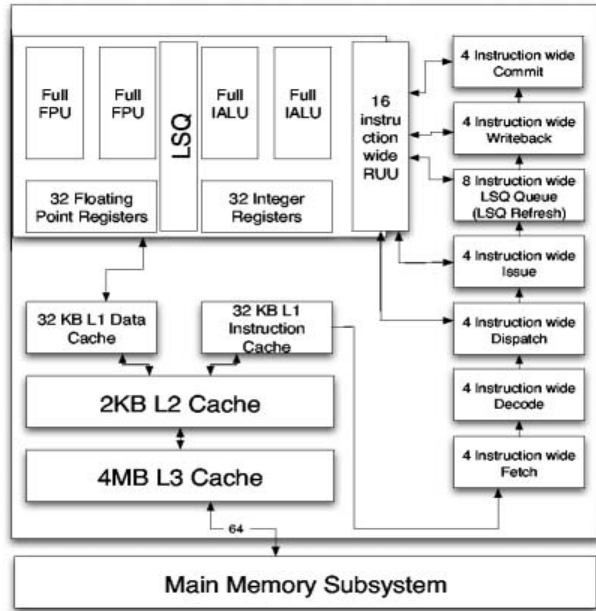 Full
FPU
Full
FPU
LSQ
Full
IALU
Full
IALU
16
instruc
tion
wide
RUU
32 Floating
Point Registers
32 Integer
Registers
4 Instruction wide
Commit
4 Instruction wide
Writeback
8 Instruction wide
LSQ Queue
(LSQ Refresh)
4 Instruction wide
Issue
4 Instruction wide
Dispatch
4 Instruction wide
Decode
4 Instruction wide
Fetch
32 KB L1 Data
Cache
32 KB L1
Instruction
Cache
2KB L2 Cache
4MB L3 Cache
64
Main Memory Subsystem